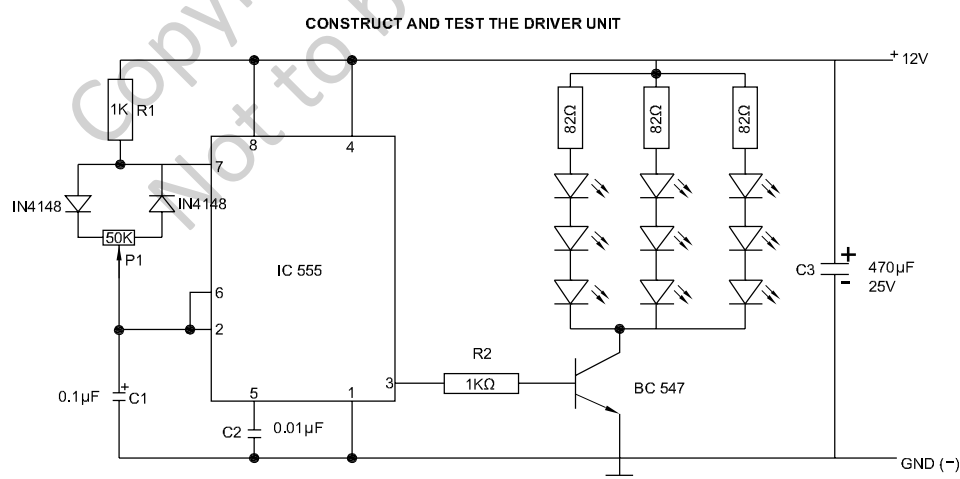 CONSTRUCT AND TEST THE DRIVER UNIT
+ 12V
1K R1
8
4
82Ω
82Ω
82Ω
7
IN4148
IN4148
50K
P1
IC 555
6
2
C3
+
-
470µF
25V
R2
3
1KΩ
BC 547
0.1µF
+
C1
5
1
C2
0.01µF
GND (−)
Not to b